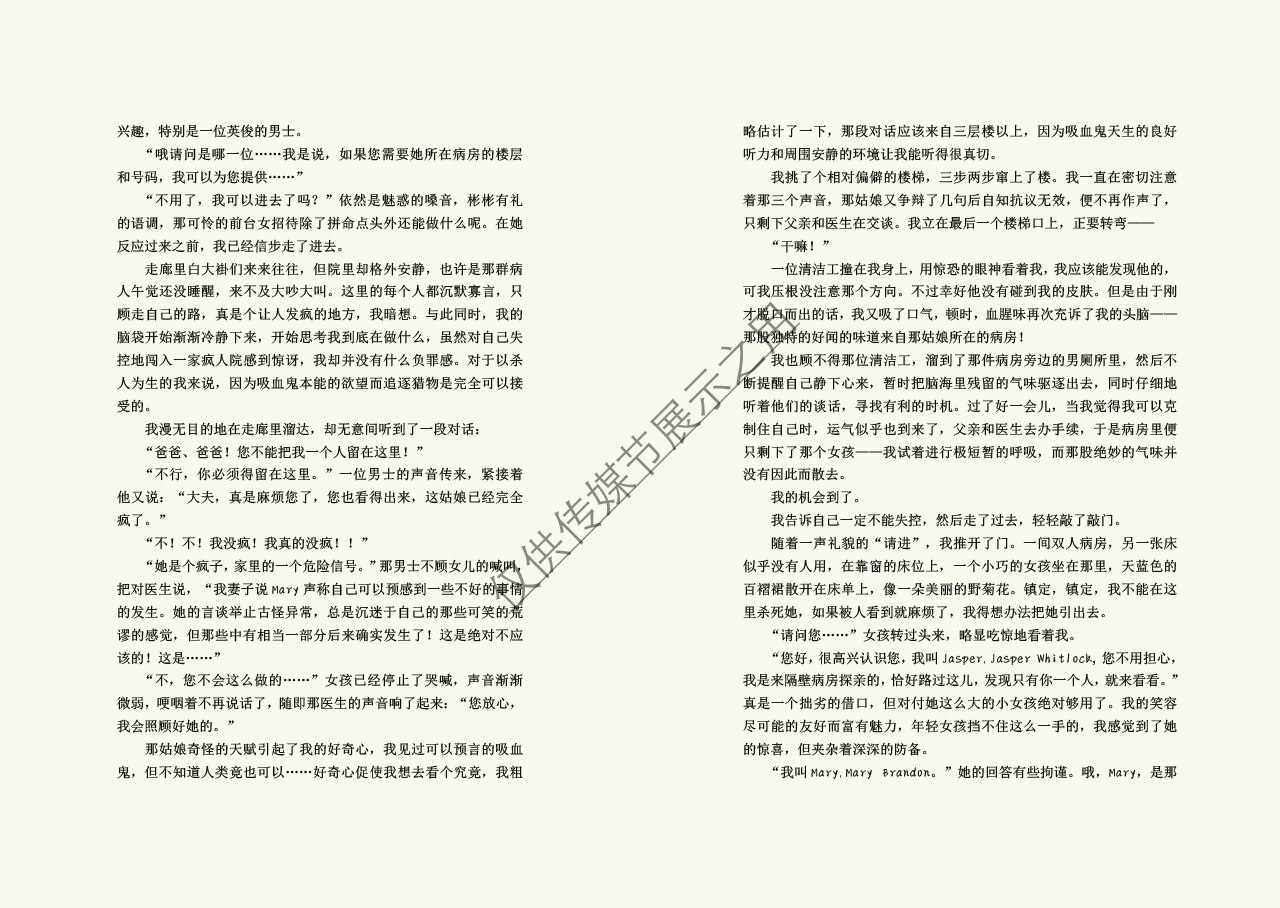 兴趣，特别是一位英俊的男士。
“哦请问是哪一位……我是说，如果您需要她所在病房的楼层
和号码，我可以为您提供……”
“不用了，我可以进去了吗？”依然是魅惑的嗓音，彬彬有礼
的语调，那可怜的前台女招待除了拼命点头外还能做什么呢。在她
反应过来之前，我已经信步走了进去。
走廊里白大褂们来来往往，但院里却格外安静，也许是那群病
人午觉还没睡醒，来不及大吵大叫。这里的每个人都沉默寡言，只
顾走自己的路，真是个让人发疯的地方，我暗想。与此同时，我的
脑袋开始渐渐冷静下来，开始思考我到底在做什么，虽然对自己失
控地闯入一家疯人院感到惊讶，我却并没有什么负罪感。对于以杀
人为生的我来说，因为吸血鬼本能的欲望而追逐猎物是完全可以接
受的。
我漫无目的地在走廊里溜达，却无意间听到了一段对话：
“爸爸、爸爸！您不能把我一个人留在这里！”
“不行，你必须得留在这里。”一位男士的声音传来，紧接着
他又说：“大夫，真是麻烦您了，您也看得出来，这姑娘已经完全
疯了。”
“不！不！我没疯！我真的没疯！！”
“她是个疯子，家里的一个危险信号。”那男士不顾女儿的喊叫，
把对医生说，“我妻子说Mary声称自己可以预感到一些不好的事情
的发生。她的言谈举止古怪异常，总是沉迷于自己的那些可笑的荒
谬的感觉，但那些中有相当一部分后来确实发生了！这是绝对不应
该的！这是……”
“不，您不会这么做的……”女孩已经停止了哭喊，声音渐渐
微弱，哽咽着不再说话了，随即那医生的声音响了起来：“您放心，
我会照顾好她的。”
那姑娘奇怪的天赋引起了我的好奇心，我见过可以预言的吸血
鬼，但不知道人类竟也可以……好奇心促使我想去看个究竟，我粗
略估计了一下，那段对话应该来自三层楼以上，因为吸血鬼天生的良好
听力和周围安静的环境让我能听得很真切。
我挑了个相对偏僻的楼梯，三步两步窜上了楼。我一直在密切注意
着那三个声音，那姑娘又争辩了几句后自知抗议无效，便不再作声了，
只剩下父亲和医生在交谈。我立在最后一个楼梯口上，正要转弯——
“干嘛！”
一位清洁工撞在我身上，用惊恐的眼神看着我，我应该能发现他的，
可我压根没注意那个方向。不过幸好他没有碰到我的皮肤。但是由于刚
才脱口而出的话，我又吸了口气，顿时，血腥味再次充诉了我的头脑——
那股独特的好闻的味道来自那姑娘所在的病房！
我也顾不得那位清洁工，溜到了那件病房旁边的男厕所里，然后不
断提醒自己静下心来，暂时把脑海里残留的气味驱逐出去，同时仔细地
听着他们的谈话，寻找有利的时机。过了好一会儿，当我觉得我可以克
制住自己时，运气似乎也到来了，父亲和医生去办手续，于是病房里便
只剩下了那个女孩——我试着进行极短暂的呼吸，而那股绝妙的气味并
没有因此而散去。
我的机会到了。
我告诉自己一定不能失控，然后走了过去，轻轻敲了敲门。
随着一声礼貌的“请进”，我推开了门。一间双人病房，另一张床
似乎没有人用，在靠窗的床位上，一个小巧的女孩坐在那里，天蓝色的
百褶裙散开在床单上，像一朵美丽的野菊花。镇定，镇定，我不能在这
里杀死她，如果被人看到就麻烦了，我得想办法把她引出去。
“请问您……”女孩转过头来，略显吃惊地看着我。
“您好，很高兴认识您，我叫Jasper,Jasper Whitlock，您不用担心，
我是来隔壁病房探亲的，恰好路过这儿，发现只有你一个人，就来看看。”
真是一个拙劣的借口，但对付她这么大的小女孩绝对够用了。我的笑容
尽可能的友好而富有魅力，年轻女孩挡不住这么一手的，我感觉到了她
的惊喜，但夹杂着深深的防备。
“我叫Mary,Mary Brandon。”她的回答有些拘谨。哦，Mary，是那
仅供传媒节展示之用